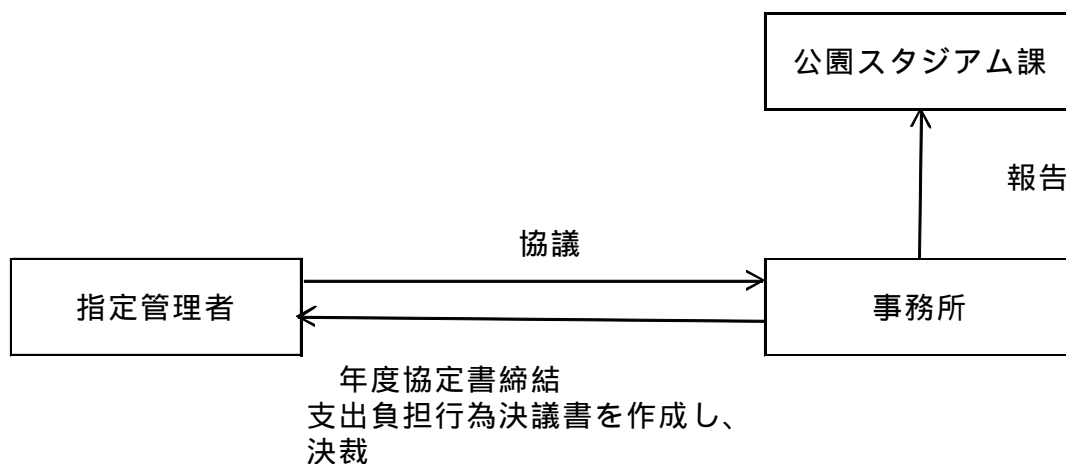 公園スタジアム課
報告
協議
指定管理者
事務所
年度協定書締結
支出負担行為決議書を作成し、
決裁